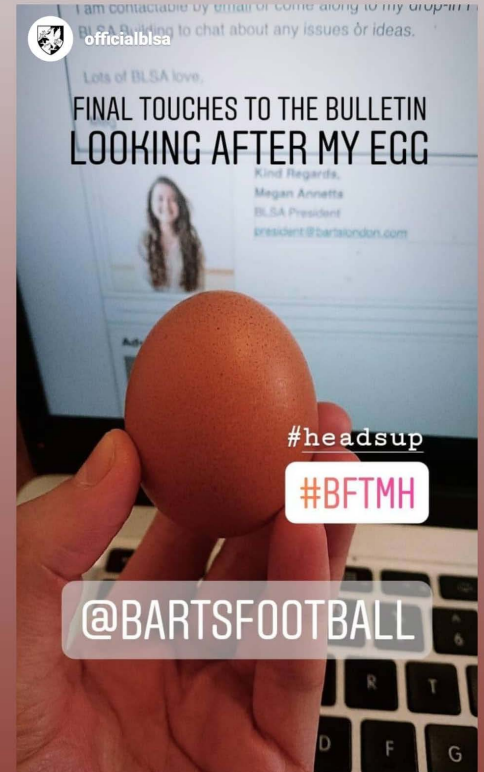 I am contactable by email or come along to my drop-in
BLSA Building to chat about any issues or ideas.
officialblsa
Lots of BLSA love,
FINAL TOUCHES TO THE BULLETIN
LOOKING AFTER MY EGG
Kind Regards,
Megan Annetta
BLSA President
president@bartslondon.com
Ad
#headsup
#BFTMH
@BARTSFOOTBALL
6
R T
D F G